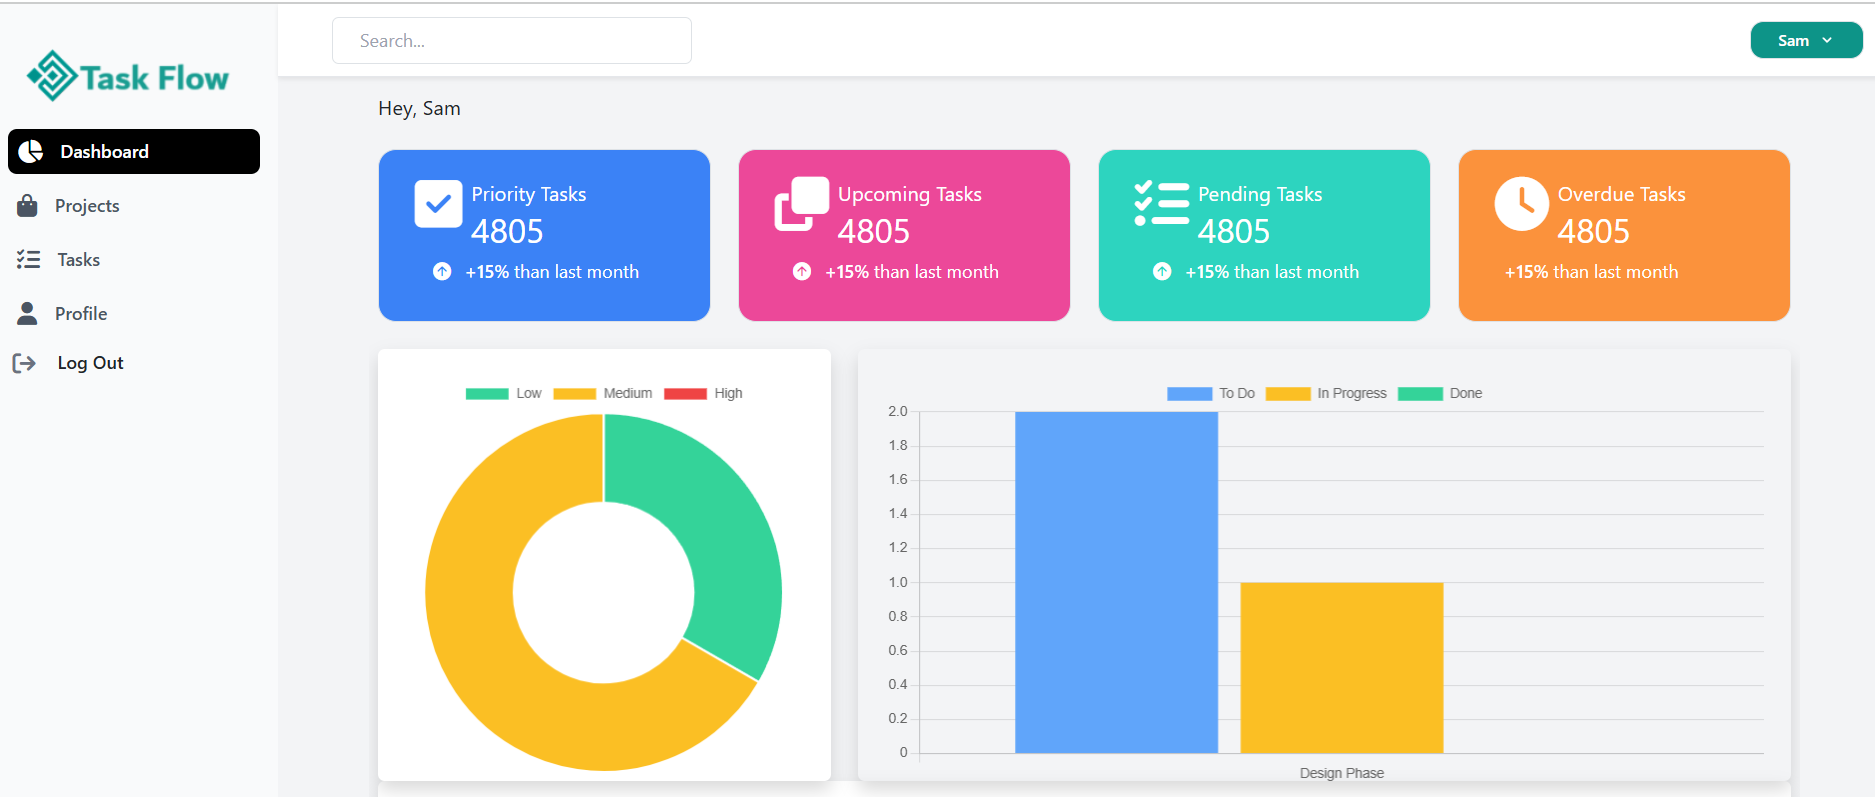 Task Flow
Search...
Sam
Dashboard
Projects
Tasks
Profile
Log Out
Hey, Sam
Priority Tasks
4805
+15% than last month
Upcoming Tasks
4805
+15% than last month
Pending Tasks
4805
+15% than last month
Overdue Tasks
4805
+15% than last month
Low Medium High
To Do In Progress Done
2.0
1.8
1.6
1.4
1.2
1.0
0.8
0.6
0.4
0.2
0
Design Phase